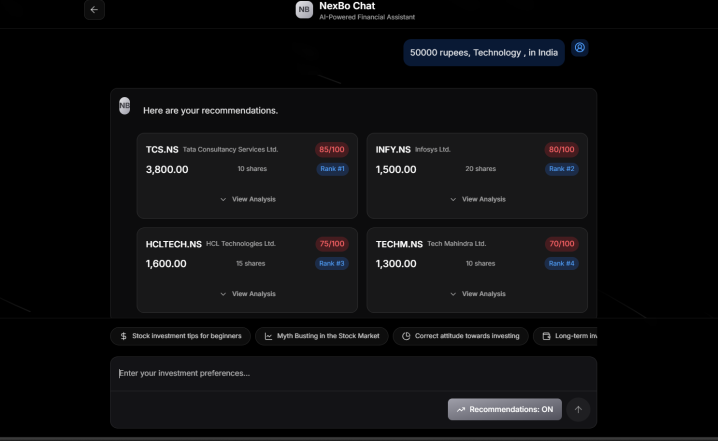 NB
NexBo Chat
AI-Powered Financial Assistant
50000 rupees, Technology , in India
NB
Here are your recommendations.
TCS.NS Tata Consultancy Services Ltd. 85/100
3,800.00 10 shares Rank #1
View Analysis
INFY.NS Infosys Ltd. 80/100
1,500.00 20 shares Rank #2
View Analysis
HCLTECH.NS HCL Technologies Ltd. 75/100
1,600.00 15 shares Rank #3
View Analysis
TECHM.NS Tech Mahindra Ltd. 70/100
1,300.00 10 shares Rank #4
View Analysis
Stock investment tips for beginners
Myth Busting in the Stock Market
Correct attitude towards investing
Long-term inv
Enter your investment preferences...
Recommendations: ON